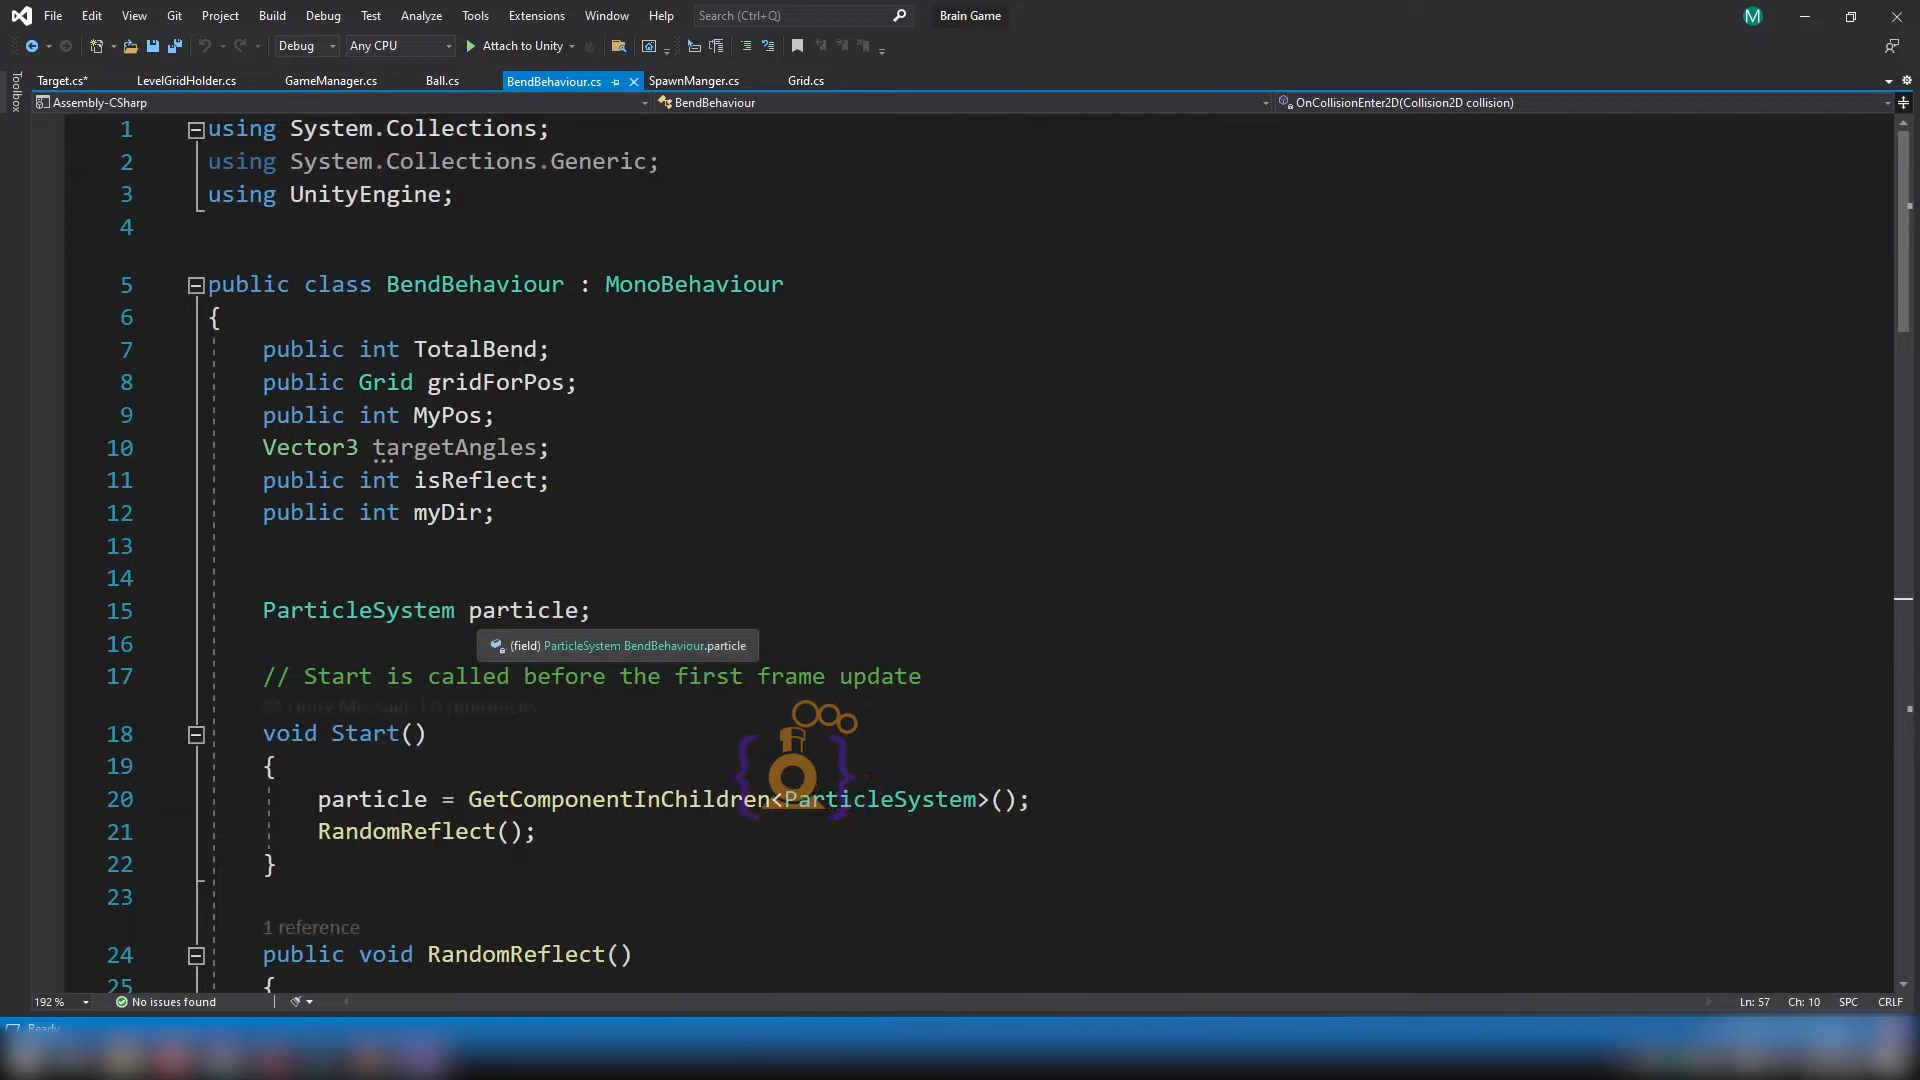 File Edit View Git Project Build Debug Test Analyze Tools Extensions Window Help Search (Ctrl+Q) Brain Game M
Debug Any CPU Attach to Unity
Toolbox
Target.cs* LevelGridHolder.cs GameManager.cs Ball.cs BendBehaviour.cs SpawnManger.cs Grid.cs
Assembly-CSharp BendBehaviour OnCollisionEnter2D(Collision2D collision)
1 using System.Collections;
2 using System.Collections.Generic;
3 using UnityEngine;
4
5 public class BendBehaviour : MonoBehaviour
6 {
7 public int TotalBend;
8 public Grid gridForPos;
9 public int MyPos;
10 Vector3 targetAngles;
11 public int isReflect;
12 public int myDir;
13
14
15 ParticleSystem particle;
16
(field) ParticleSystem BendBehaviour.particle
17 // Start is called before the first frame update
Unity Message | 0 references
18 void Start()
19 {
20 particle = GetComponentInChildren<ParticleSystem>();
21 RandomReflect();
22 }
23
1 reference
24 public void RandomReflect()
25 {
192 % No issues found Ln: 57 Ch: 10 SPC CRLF
Ready